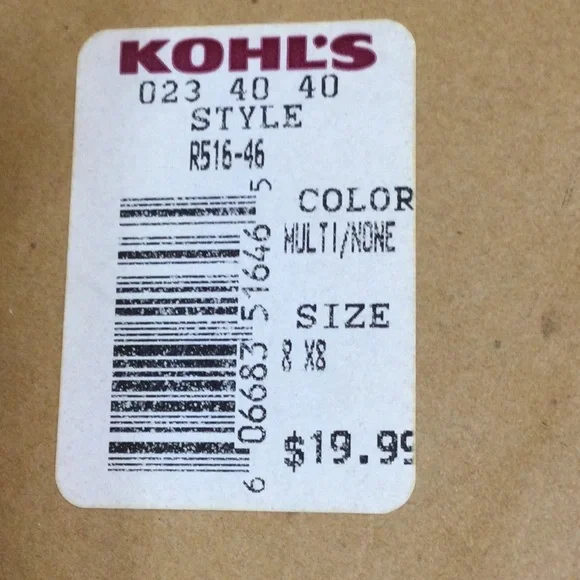 KOHL'S
023 40 40
STYLE
R516-46
COLOR
MULTI/NONE
SIZE
8 X8
$19.99
6 06683 51646 5